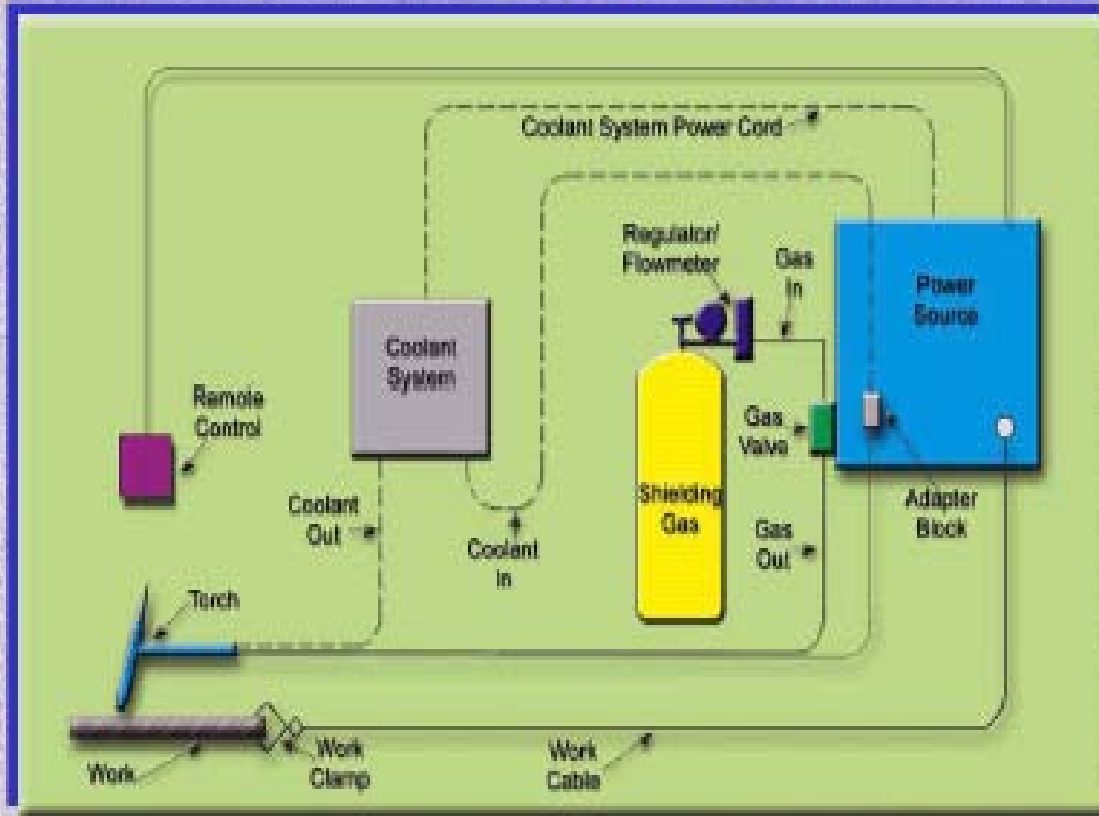 Coolant System Power Cord
Regulator/
Flowmeter
Gas
In
Power
Source
Coolant
System
Remote
Control
Gas
Valve
Shielding
Gas
Adapter
Block
Coolant
Out
Coolant
In
Gas
Out
Torch
Work
Work
Clamp
Work
Cable